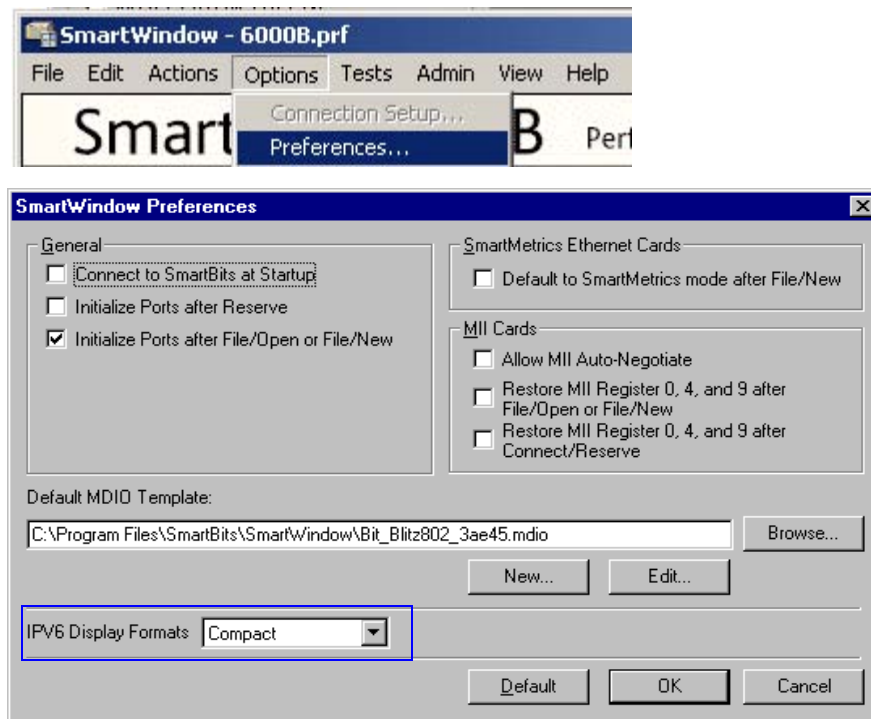 SmartWindow - 6000B.prf
File Edit Actions Options Tests Admin View Help
Smart B Perf
Connection Setup...
Preferences...
SmartWindow Preferences
General
Connect to SmartBits at Startup
Initialize Ports after Reserve
Initialize Ports after File/Open or File/New
SmartMetrics Ethernet Cards
Default to SmartMetrics mode after File/New
MII Cards
Allow MII Auto-Negotiate
Restore MII Register 0, 4, and 9 after
File/Open or File/New
Restore MII Register 0, 4, and 9 after
Connect/Reserve
Default MDIO Template:
C:\Program Files\SmartBits\SmartWindow\Bit_Blitz802_3ae45.mdio
Browse...
New... Edit...
IPV6 Display Formats Compact
Default OK Cancel